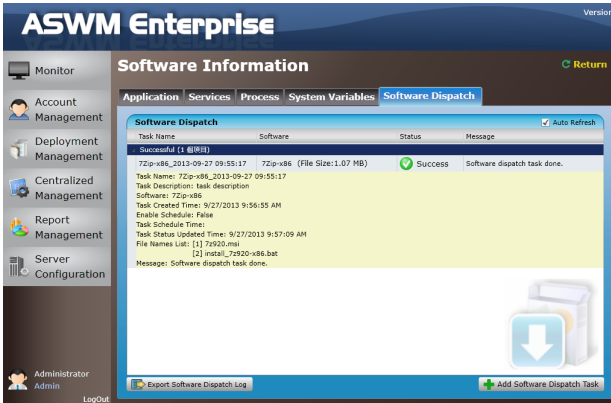 ASWM Enterprise
Version
Monitor
Account
Management
Deployment
Management
Centralized
Management
Report
Management
Server
Configuration
Administrator
Admin
LogOut
Software Information
Return
Application Services Process System Variables Software Dispatch
Software Dispatch
Auto Refresh
Task Name Software Status Message
Successful (1 個項目)
7Zip-x86_2013-09-27 09:55:17 7Zip-x86 (File Size:1.07 MB) Success Software dispatch task done.
Task Name: 7Zip-x86_2013-09-27 09:55:17
Task Description: task description
Software: 7Zip-x86
Task Created Time: 9/27/2013 9:56:55 AM
Enable Schedule: False
Task Schedule Time:
Task Status Updated Time: 9/27/2013 9:57:09 AM
File Names List: [1] 7z920.msi
[2] install_7z920-x86.bat
Message: Software dispatch task done.
Export Software Dispatch Log
Add Software Dispatch Task